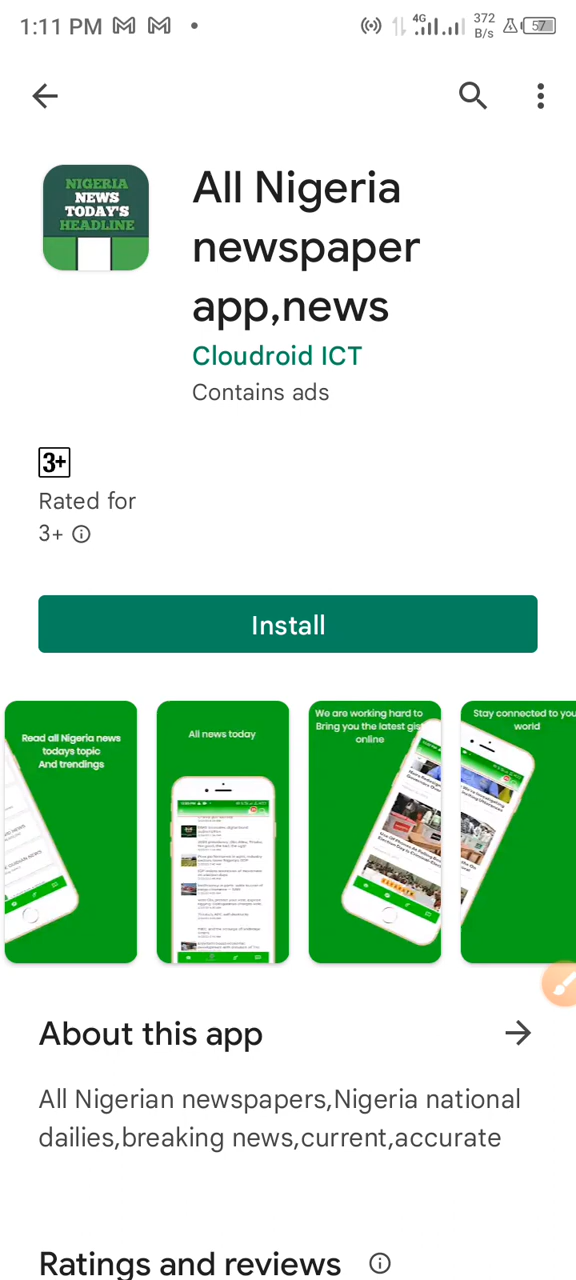 1:11 PM
4G
372
B/s
57
NIGERIA
NEWS
TODAY'S
HEADLINE
All Nigeria
newspaper
app,news
Cloudroid ICT
Contains ads
3+
Rated for
3+
Install
Read all Nigeria news
todays topic
And trendings
All news today
We are working hard to
Bring you the latest gis
online
Stay connected to you
world
About this app
All Nigerian newspapers,Nigeria national
dailies,breaking news,current,accurate
Ratings and reviews